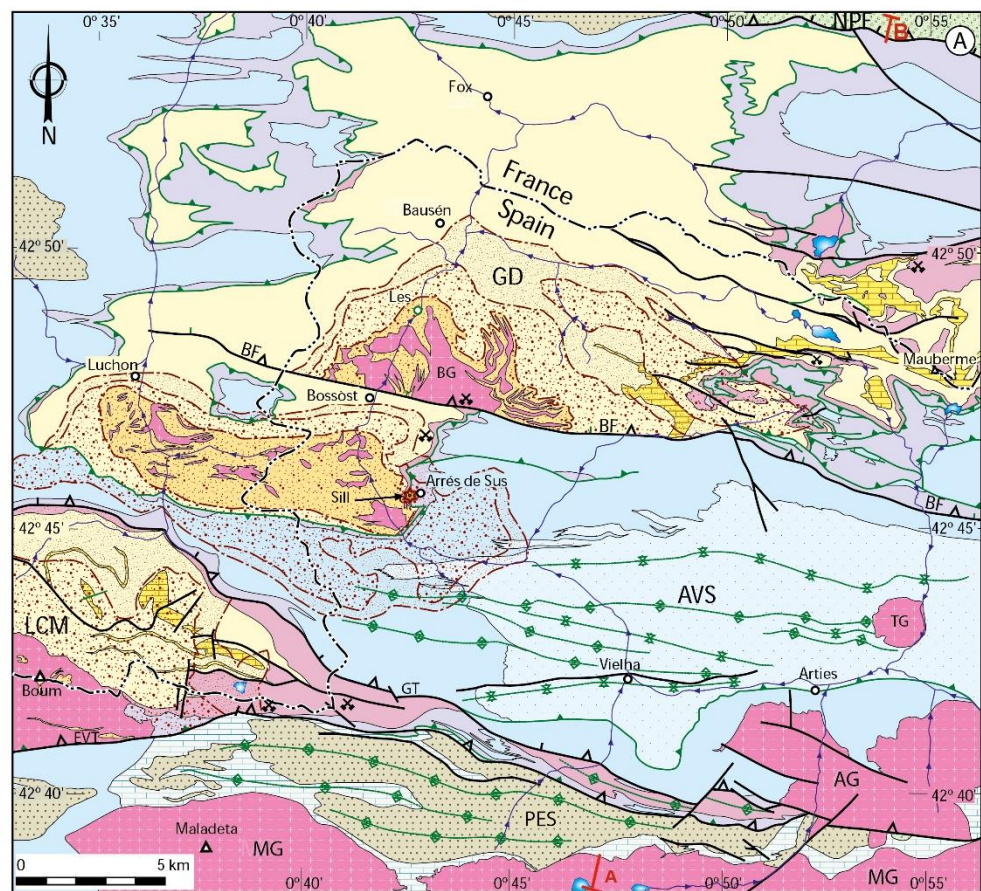 0 35'
0 40'
0 45'
0 50'
NPF
B
0 55'
A
N
Fox
France
Spain
Bausén
42° 50'
42° 50'
GD
Les
BF
Luchon
Mauberme
BG
Bossòst
BF
Arrés de Sus
Sill
BF
42° 45'
42° 45'
AVS
LCM
TG
Vielha
Arties
Boum
GT
EVT
AG
42° 40'
42° 40'
PES
Maladeta
MG
0
5 km
0° 40'
0° 45'
A
0° 50'
MG
0° 55'